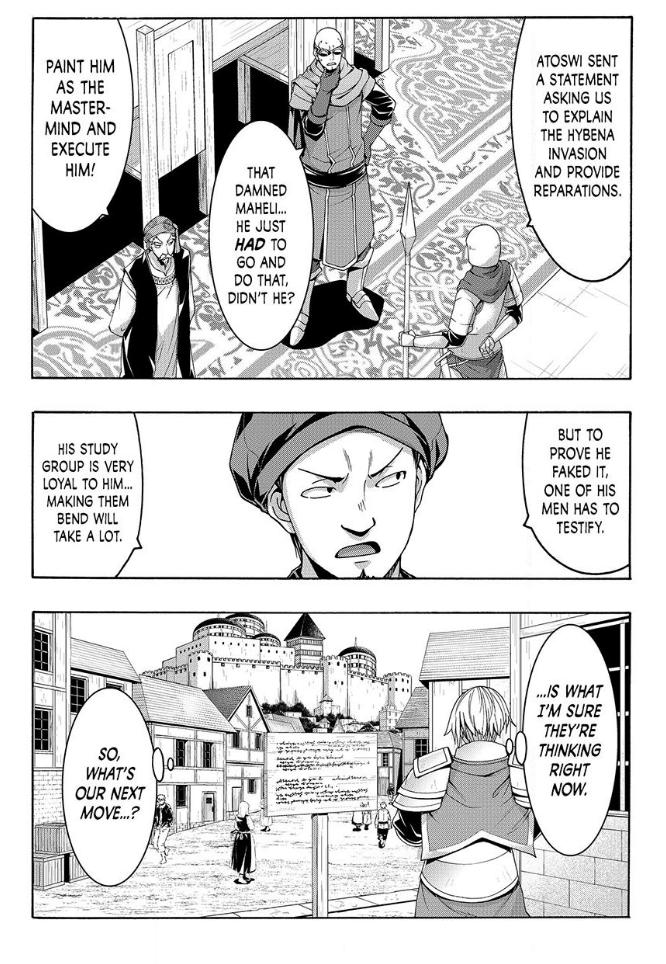 ATOSWI SENT
A STATEMENT
ASKING US
TO EXPLAIN
THE HYBENA
INVASION
AND PROVIDE
REPARATIONS.
THAT
DAMNED
MAHELI...
HE JUST
HAD TO
GO AND
DO THAT,
DIDN'T HE?
PAINT HIM
AS THE
MASTER-
MIND AND
EXECUTE
HIM!
BUT TO
PROVE HE
FAKED IT,
ONE OF HIS
MEN HAS TO
TESTIFY.
HIS STUDY
GROUP IS VERY
LOYAL TO HIM...
MAKING THEM
BEND WILL
TAKE A LOT.
...IS WHAT
I'M SURE
THEY'RE
THINKING
RIGHT
NOW.
SO,
WHAT'S
OUR NEXT
MOVE...?